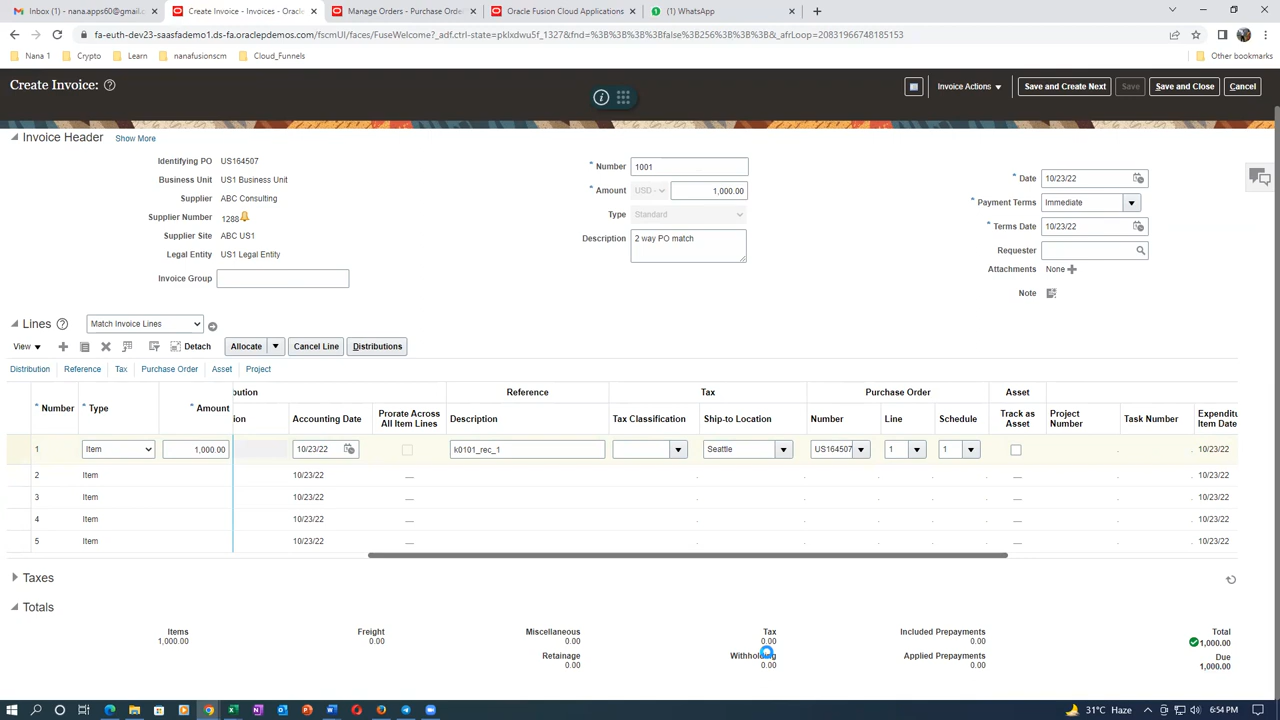 Inbox (1) - nana.apps60@gmail.c
Create Invoice - Invoices - Oracle
Manage Orders - Purchase Order
Oracle Fusion Cloud Applications
(1) WhatsApp
fa-euth-dev23-saasfademo1.ds-fa.oraclepdemos.com/fscmUI/faces/FuseWelcome?_adf.ctrl-state=pklxdwu5f_1327&fnd=%3B%3B%3B%3Bfalse%3B256%3B%3B%3B&_afrLoop=20831966748185153
Nana 1
Crypto
Learn
nanafusionscm
Cloud_Fusions
Other bookmarks
Create Invoice:
Invoice Actions
Save and Create Next
Save
Save and Close
Cancel
Invoice Header
Show More
Identifying PO US164507
Business Unit US1 Business Unit
Supplier ABC Consulting
Supplier Number 1288
Supplier Site ABC US1
Legal Entity US1 Legal Entity
Invoice Group
* Number 1001
* Amount USD - 1,000.00
Type Standard
Description 2 way PO match
* Date 10/23/22
* Payment Terms Immediate
* Terms Date 10/23/22
Requester
Attachments None
Note
Lines
Match Invoice Lines
View
Detach
Allocate
Cancel Line
Distributions
Distribution Reference Tax Purchase Order Asset Project
bution Reference Tax Purchase Order Asset
* Number * Type * Amount ion Accounting Date Prorate Across All Item Lines Description Tax Classification Ship-to Location Number Line Schedule Track as Asset Project Number Task Number Expenditu Item Date
1 Item 1,000.00 10/23/22 k0101_rec_1 Seattle US164507 1 1 10/23/22
2 Item 10/23/22 10/23/22
3 Item 10/23/22 10/23/22
4 Item 10/23/22 10/23/22
5 Item 10/23/22 10/23/22
Taxes
Totals
Items 1,000.00
Freight 0.00
Miscellaneous 0.00
Tax 0.00
Included Prepayments 0.00
Total 1,000.00
Retainage 0.00
Withholding 0.00
Applied Prepayments 0.00
Due 1,000.00
31°C Haze
6:54 PM